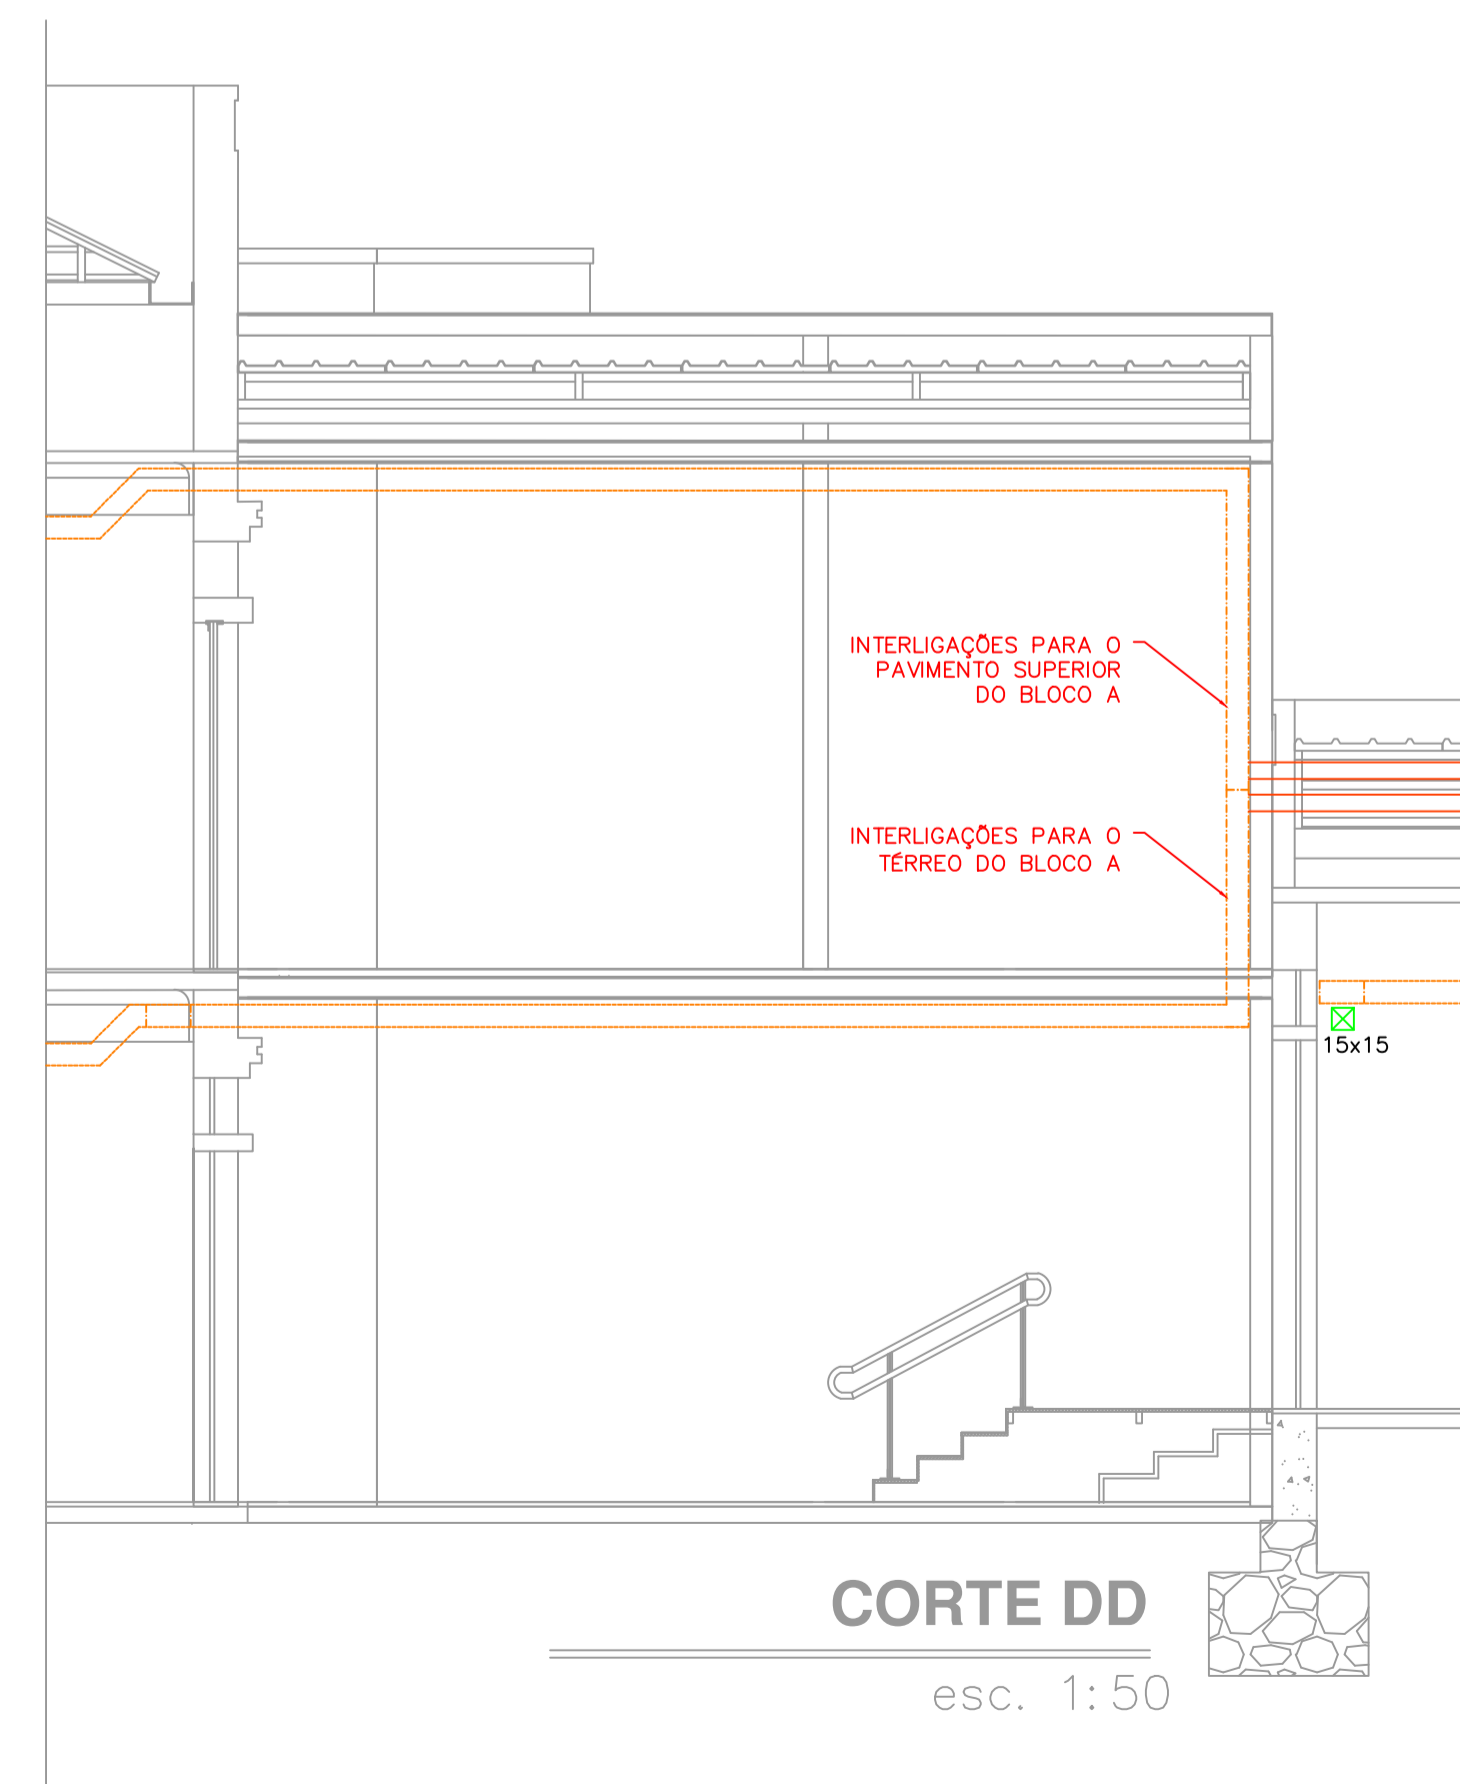 INTERLIGAÇÕES PARA O
PAVIMENTO SUPERIOR
DO BLOCO A
INTERLIGAÇÕES PARA O
TÉRREO DO BLOCO A
15x15
CORTE DD
esc. 1:50